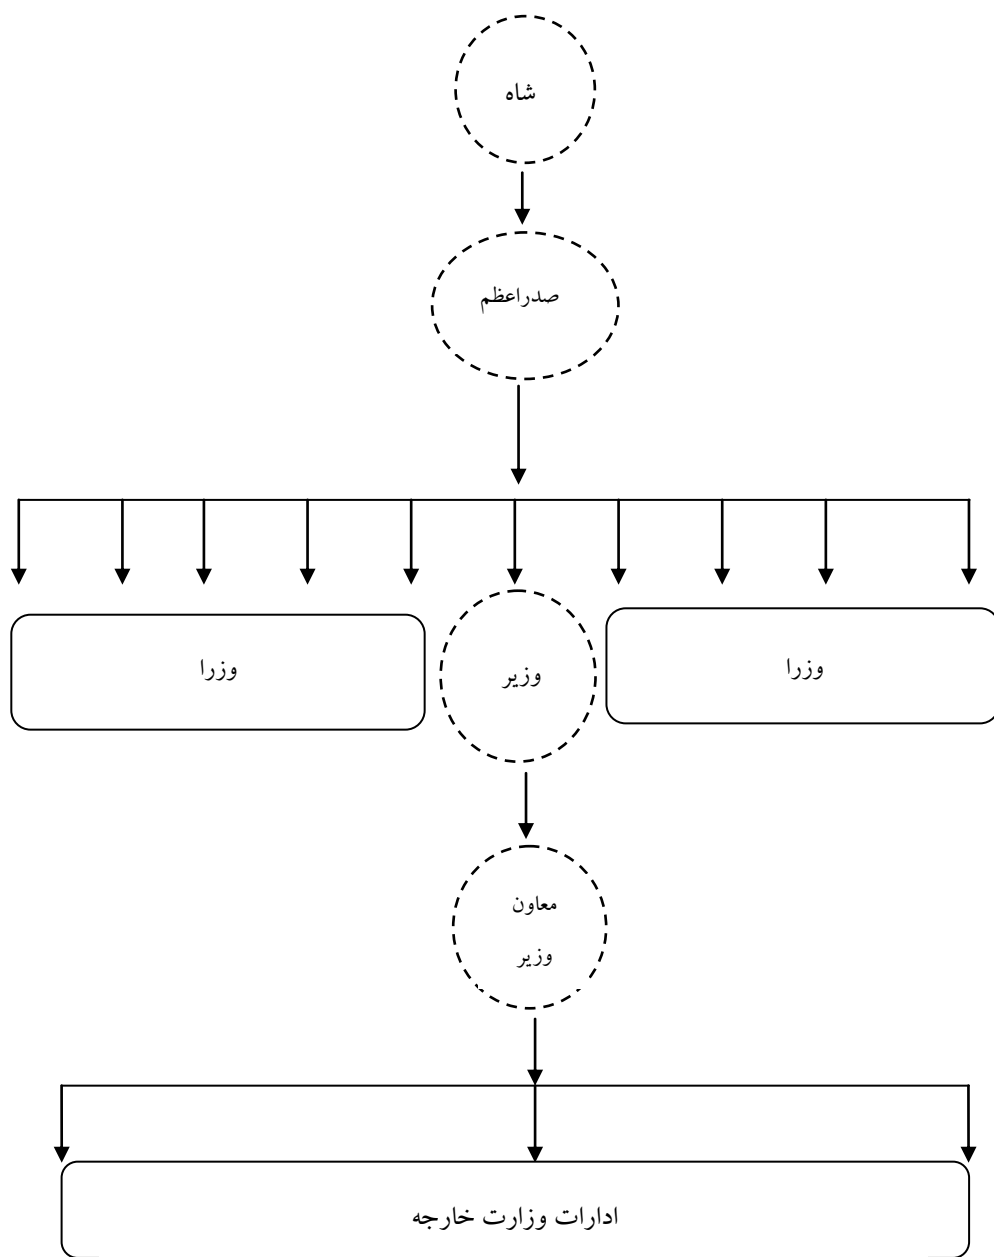 شاه
صدراعظم
وزرا
وزیر
وزرا
معاون
وزیر
ادارات وزارت خارجه